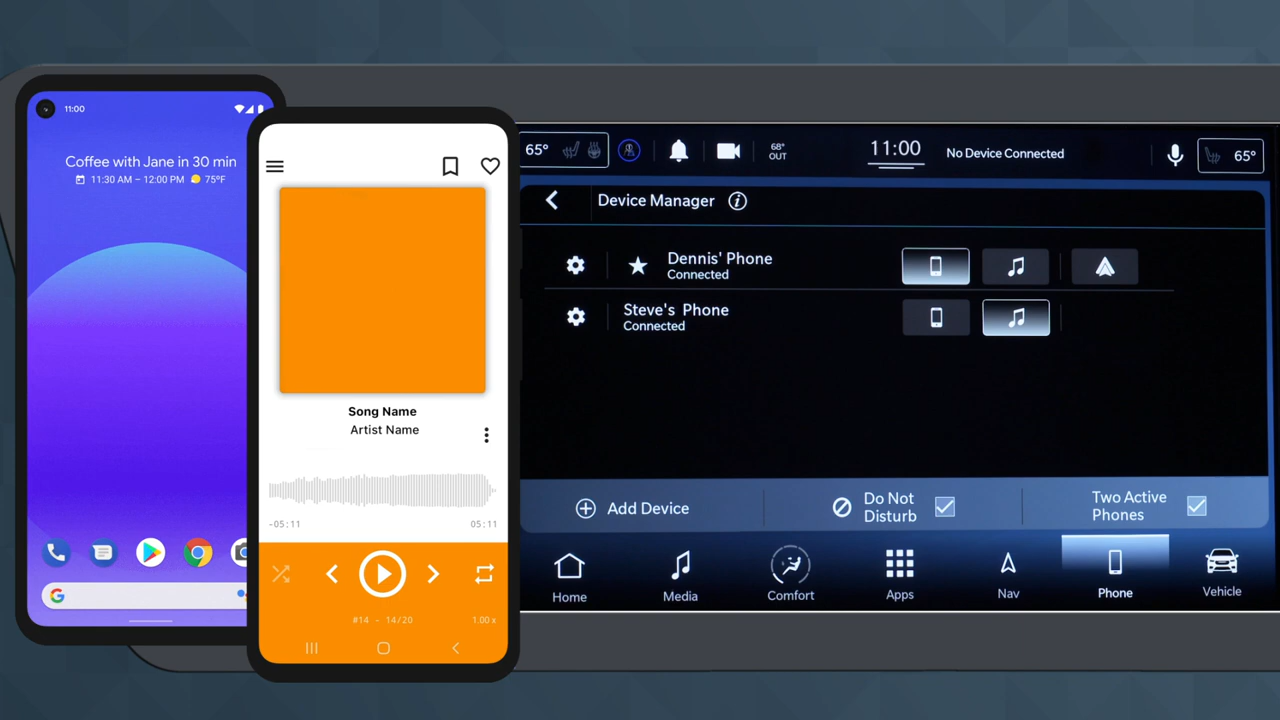 11:00
Coffee with Jane in 30 min
11:30 AM – 12:00 PM 75°F
Song Name
Artist Name
-05:11 05:11
#14 - 14/20 1.00 x
65° 68° OUT 11:00 No Device Connected 65°
Device Manager
Dennis' Phone
Connected
Steve's Phone
Connected
Add Device
Do Not
Disturb
Two Active
Phones
Home Media Comfort Apps Nav Phone Vehicle